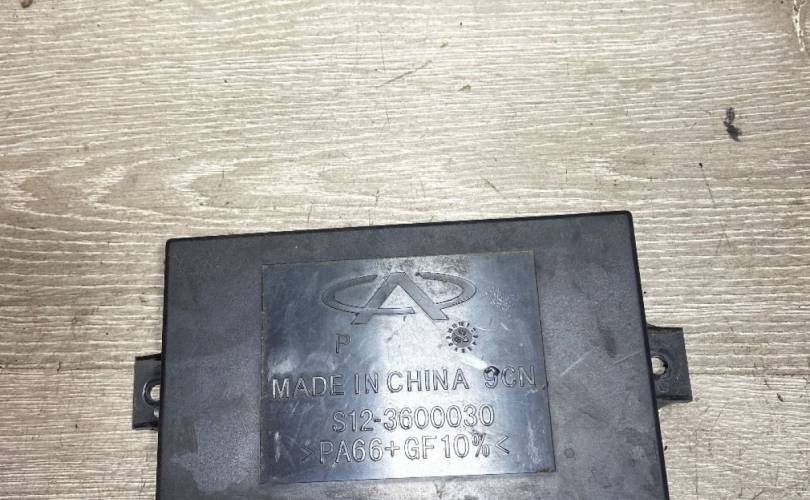 P
MADE IN CHINA 9CN
S12-3600030
>PA66+GF10%<